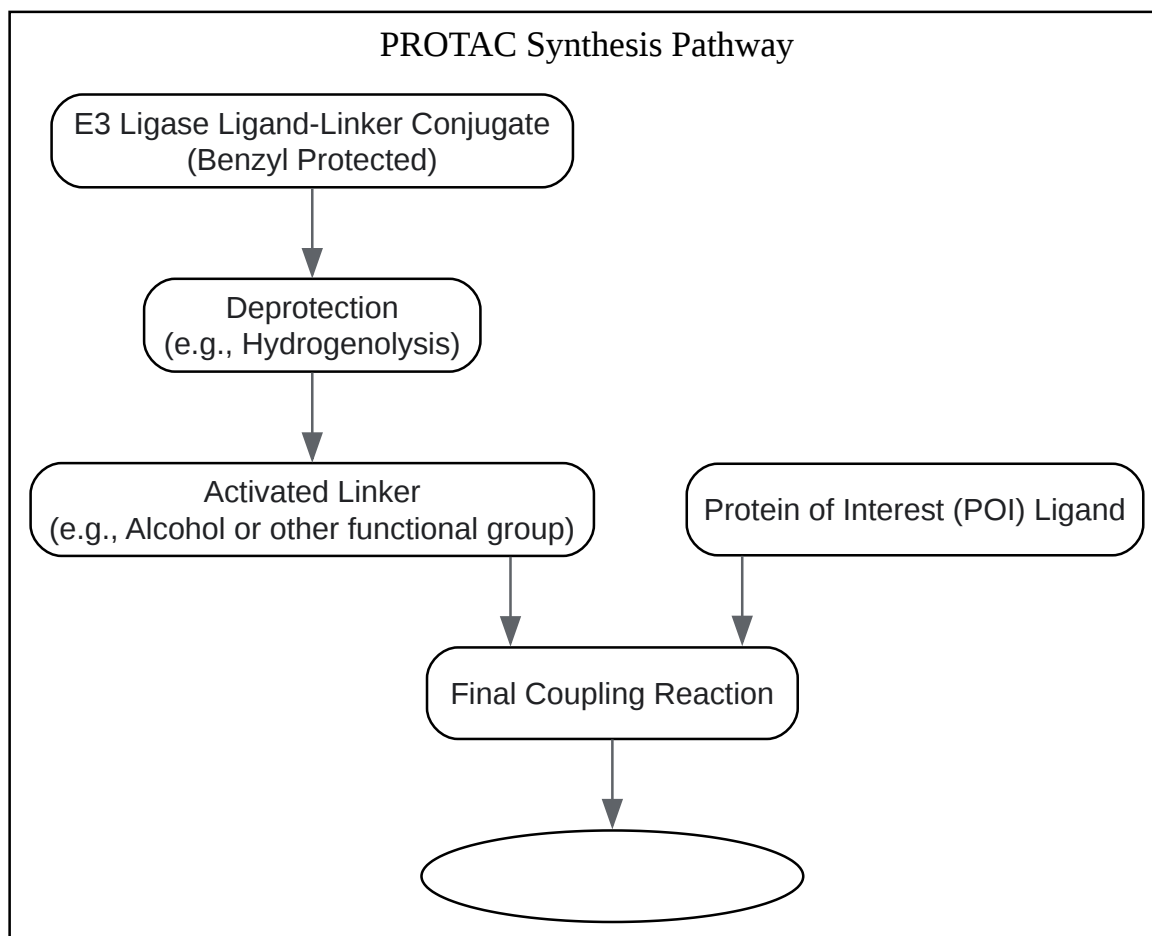 PROTAC Synthesis Pathway
E3 Ligase Ligand-Linker Conjugate
(Benzyl Protected)
Deprotection
(e.g., Hydrogenolysis)
Activated Linker
(e.g., Alcohol or other functional group)
Protein of Interest (POI) Ligand
Final Coupling Reaction